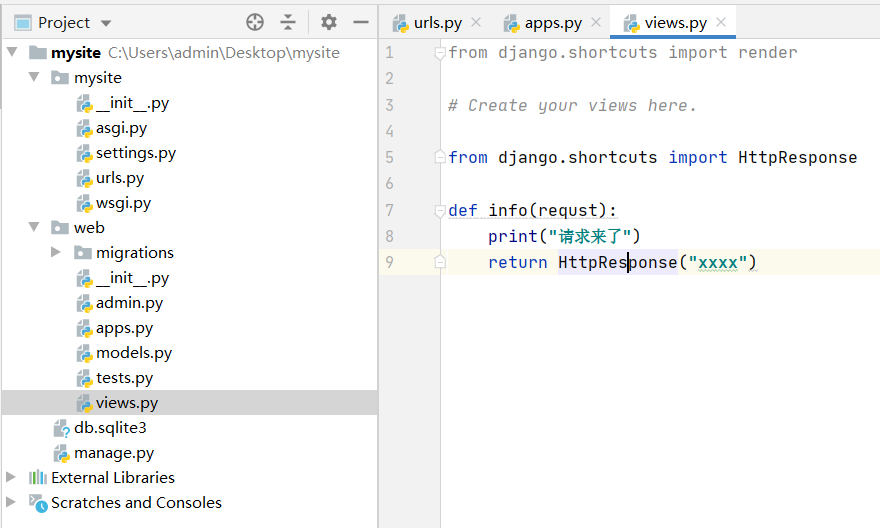 Project
urls.py
apps.py
views.py
mysite C:\Users\admin\Desktop\mysite
mysite
__init__.py
asgi.py
settings.py
urls.py
wsgi.py
web
migrations
__init__.py
admin.py
apps.py
models.py
tests.py
views.py
db.sqlite3
manage.py
External Libraries
Scratches and Consoles
1 from django.shortcuts import render
2
3 # Create your views here.
4
5 from django.shortcuts import HttpResponse
6
7 def info(requst):
8     print("请求来了")
9     return HttpResponse("xxxx")